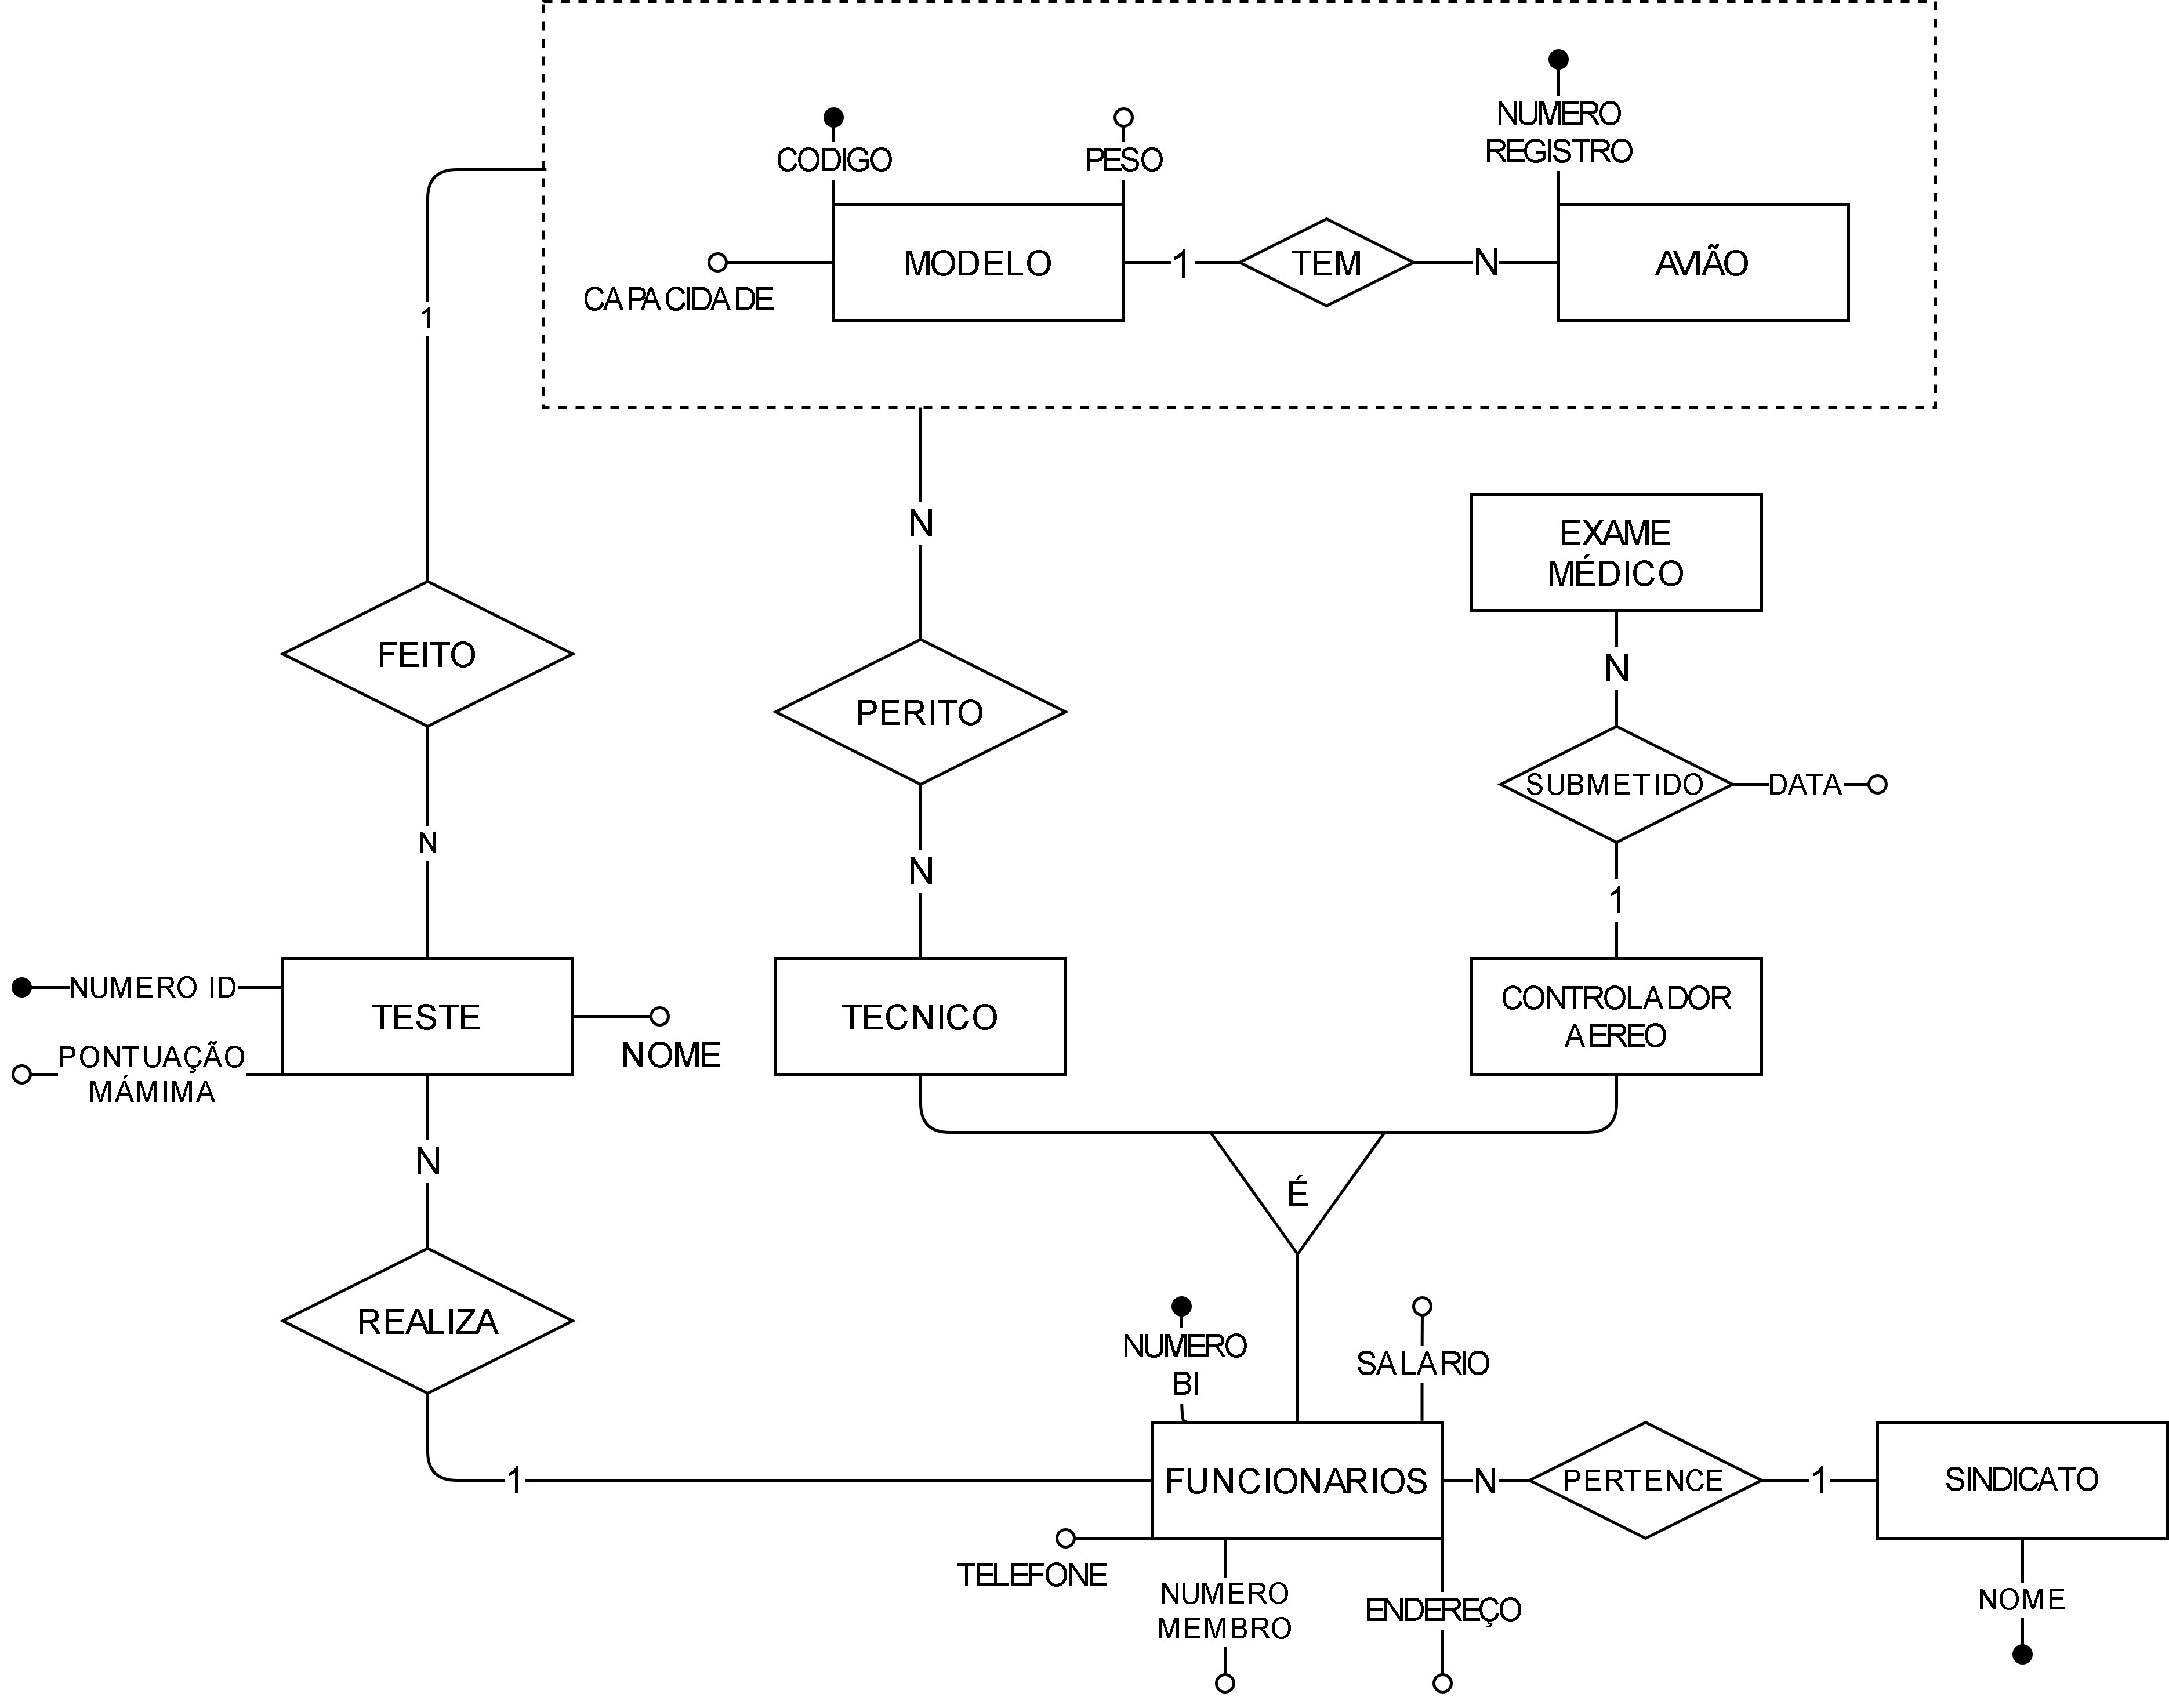 NUMERO
REGISTRO
CODIGO
PESO
MODELO
1
TEM
N
AVIÃO
CAPACIDADE
1
N
EXAME
MÉDICO
FEITO
N
PERITO
SUBMETIDO
DATA
N
N
1
NUMERO ID
TESTE
NOME
PONTUAÇÃO
MÁMIMA
TECNICO
CONTROLADOR
AEREO
N
É
REALIZA
NUMERO
BI
SALARIO
1
FUNCIONARIOS
N
PERTENCE
1
SINDICATO
TELEFONE
NUMERO
MEMBRO
ENDEREÇO
NOME